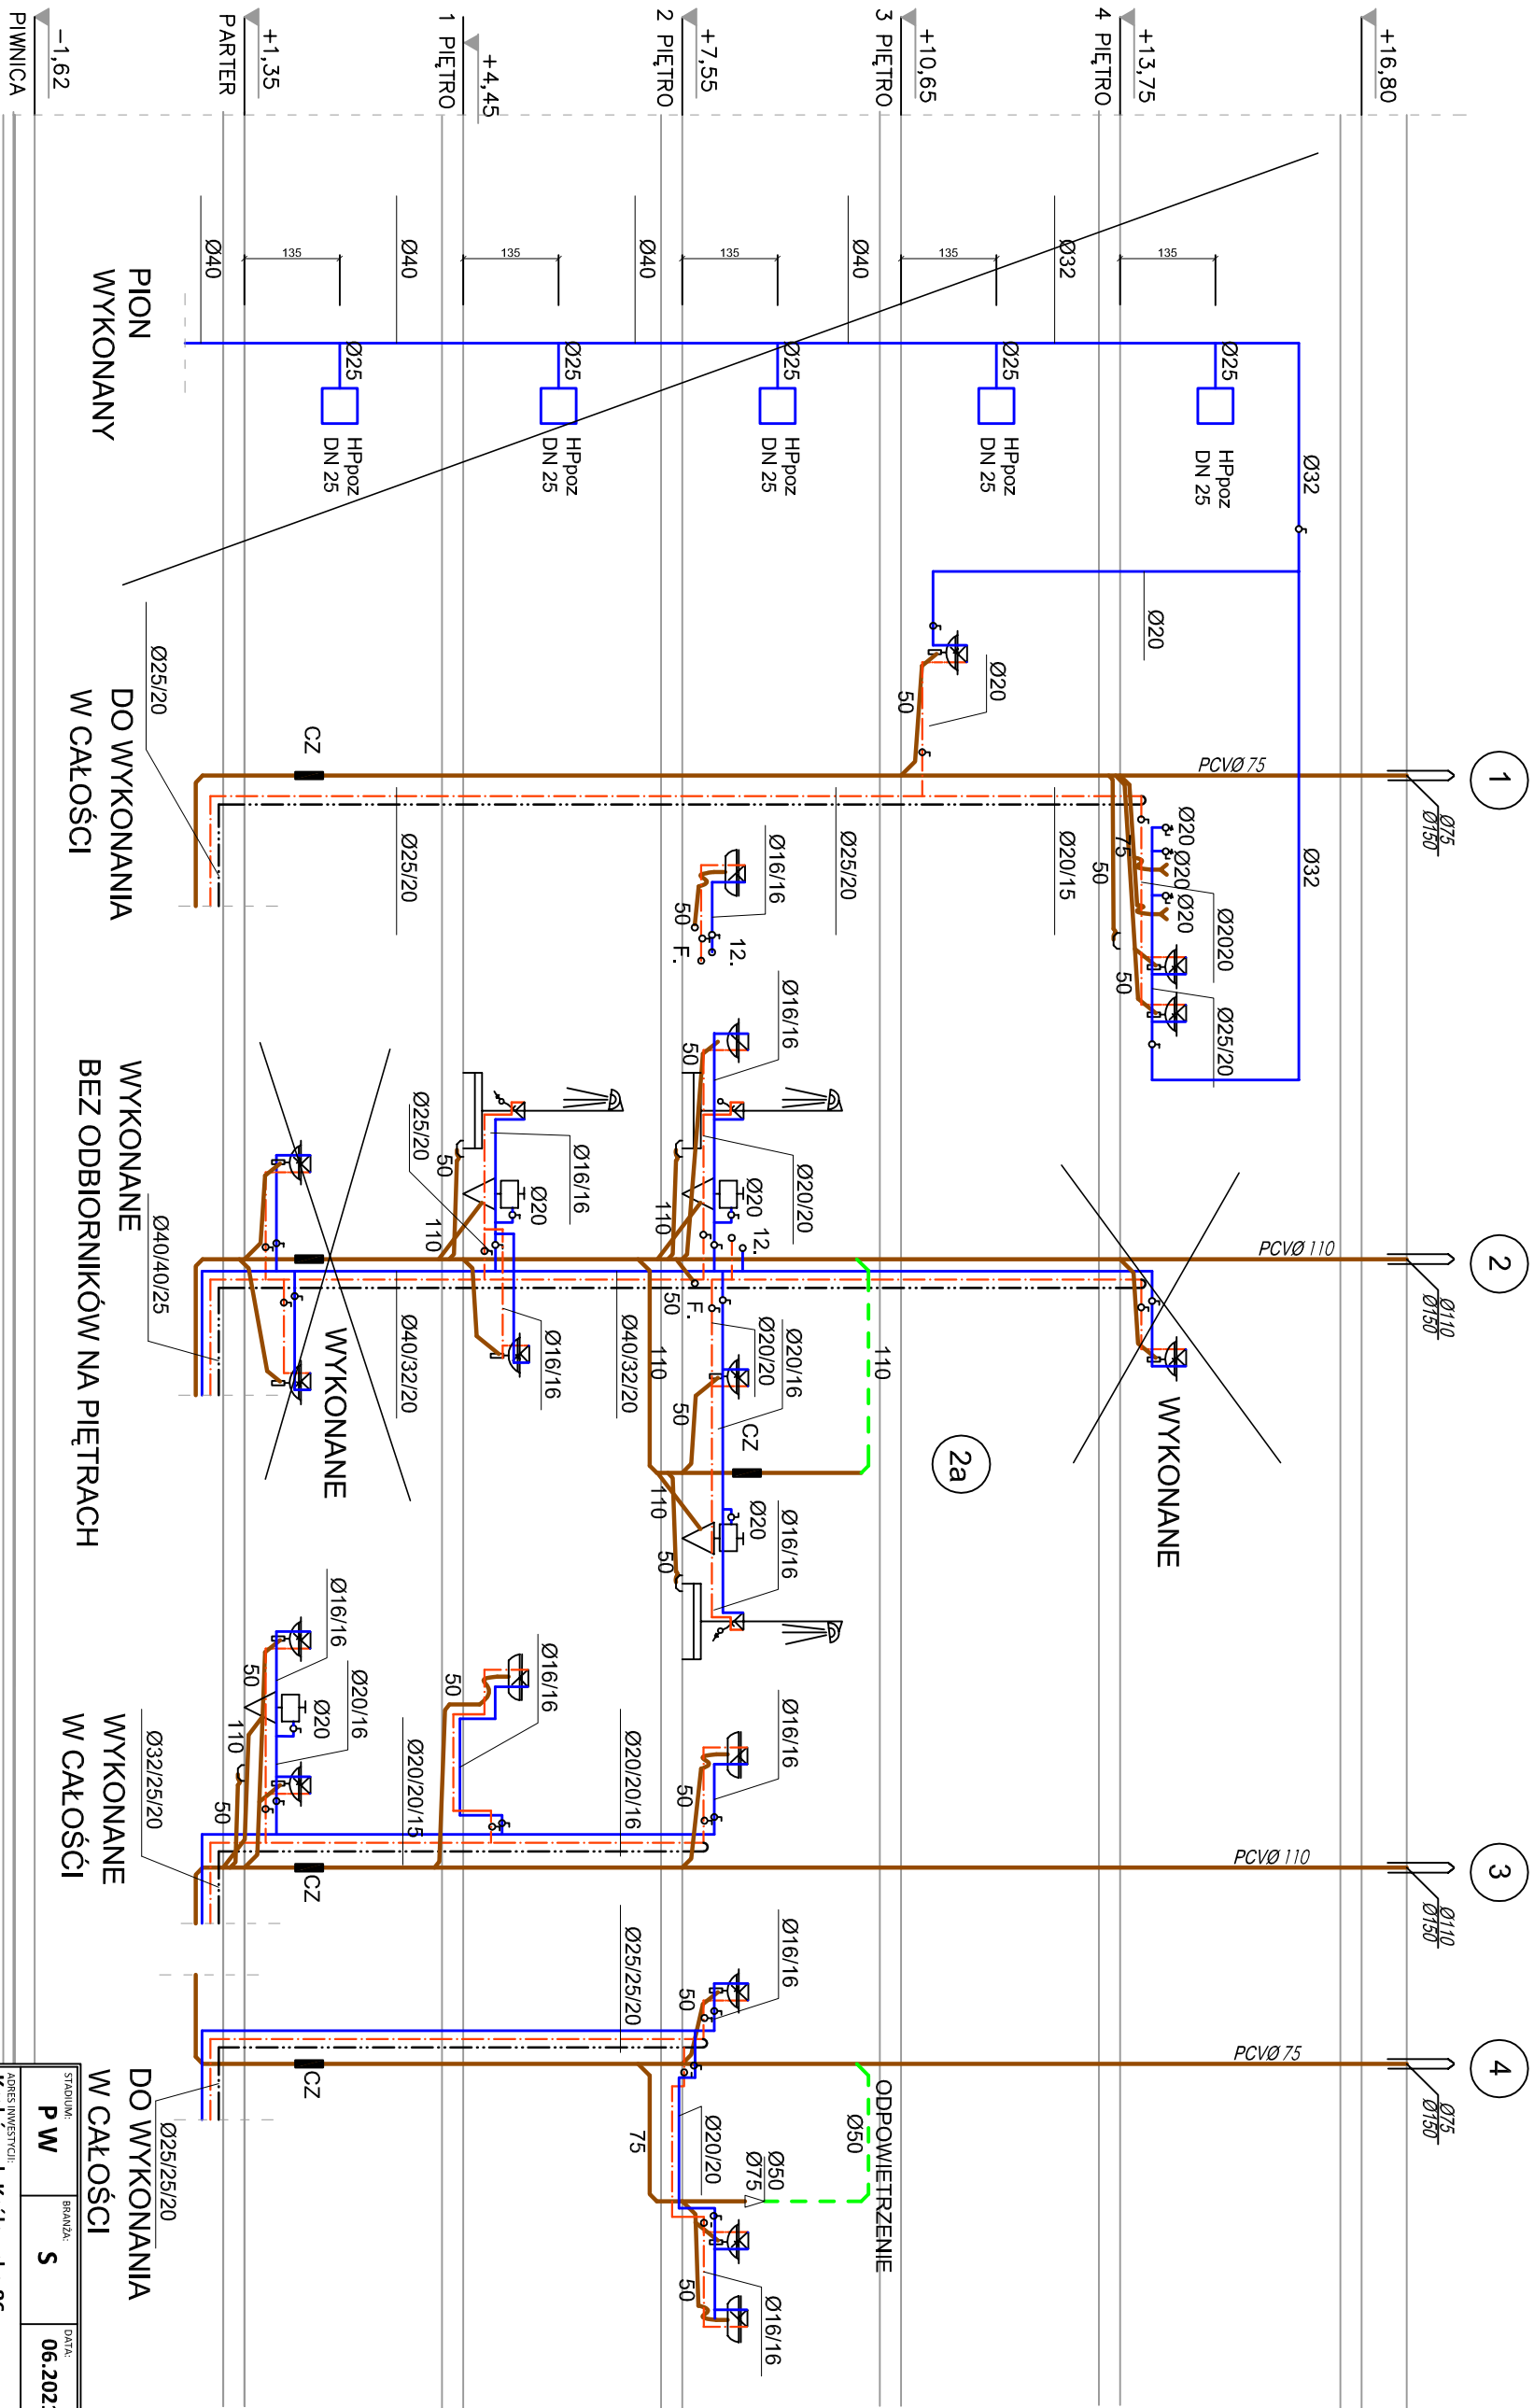 +16,80
+13,75
4 PIĘTRO
+10,65
3 PIĘTRO
+7,55
2 PIĘTRO
+4,45
1 PIĘTRO
+1,35
PARTER
-1,62
PIWNICA
135
135
135
135
135
Ø32
Ø40
Ø40
Ø40
Ø40
Ø25
HPpoz
DN 25
Ø25
HPpoz
DN 25
Ø25
HPpoz
DN 25
Ø25
HPpoz
DN 25
Ø25
HPpoz
DN 25
PION
WYKONANY
Ø32
Ø32
Ø20
Ø20
50
1
Ø75
Ø150
PCVØ 75
Ø20
Ø20
Ø20
Ø2020
Ø25/20
75
50
50
Ø20/15
Ø25/20
Ø25/20
Ø25/20
CZ
DO WYKONANIA
W CAŁOŚCI
Ø16/16
50
12.
F.
2
Ø110
Ø150
PCVØ 110
WYKONANE
110
2a
Ø16/16
50
Ø20/20
Ø20
110
12.
F.
50
110
Ø20/20
Ø20/16
50
CZ
110
Ø20
Ø16/16
50
Ø40/32/20
Ø16/16
Ø20
Ø25/20
50
110
Ø16/16
Ø40/32/20
WYKONANE
Ø40/40/25
WYKONANE
BEZ ODBIORNIKÓW NA PIĘTRACH
3
Ø110
Ø150
PCVØ 110
Ø16/16
50
Ø20/20/16
Ø16/16
50
Ø20/20/15
Ø16/16
50
Ø20/16
Ø20
110
50
CZ
Ø32/25/20
WYKONANE
W CAŁOŚĆI
4
Ø75
Ø150
PCVØ 75
ODPOWIETRZENIE
Ø50
Ø50
Ø75
75
Ø16/16
50
Ø20/20
Ø16/16
50
Ø25/25/20
CZ
Ø25/25/20
DO WYKONANIA
W CAŁOŚCI
STADIUM:
P W
BRANŻA:
S
DATA:
ADRES INWESTYCJI: